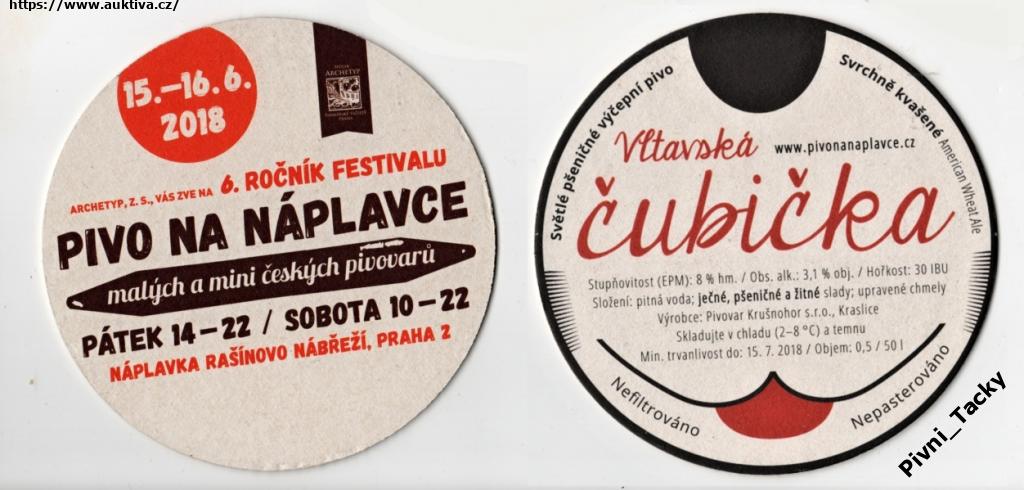 https://www.auktiva.cz/
15.–16. 6.
2018
ARCHETYP
ARCHETYP, Z. S., VÁS ZVE NA 6. ROČNÍK FESTIVALU
PIVO NA NÁPLAVCE
malých a mini českých pivovarů
PÁTEK 14 – 22 / SOBOTA 10 – 22
NÁPLAVKA RAŠÍNOVO NÁBŘEŽÍ, PRAHA 2
Světlé pšeničné výčepní pivo
Svrchně kvašené American Wheat Ale
Vltavská www.pivonanaplavce.cz
čubička
Stupňovitost (EPM): 8 % hm. / Obs. alk.: 3,1 % obj. / Hořkost: 30 IBU
Složení: pitná voda; ječné, pšeničné a žitné slady; upravené chmely
Výrobce: Pivovar Krušnohor s.r.o., Kraslice
Skladujte v chladu (2–8 °C) a temnu
Min. trvanlivost do: 15. 7. 2018 / Objem: 0,5 / 50 l
Nefiltrováno
Nepasterováno
Pivni_Tacky